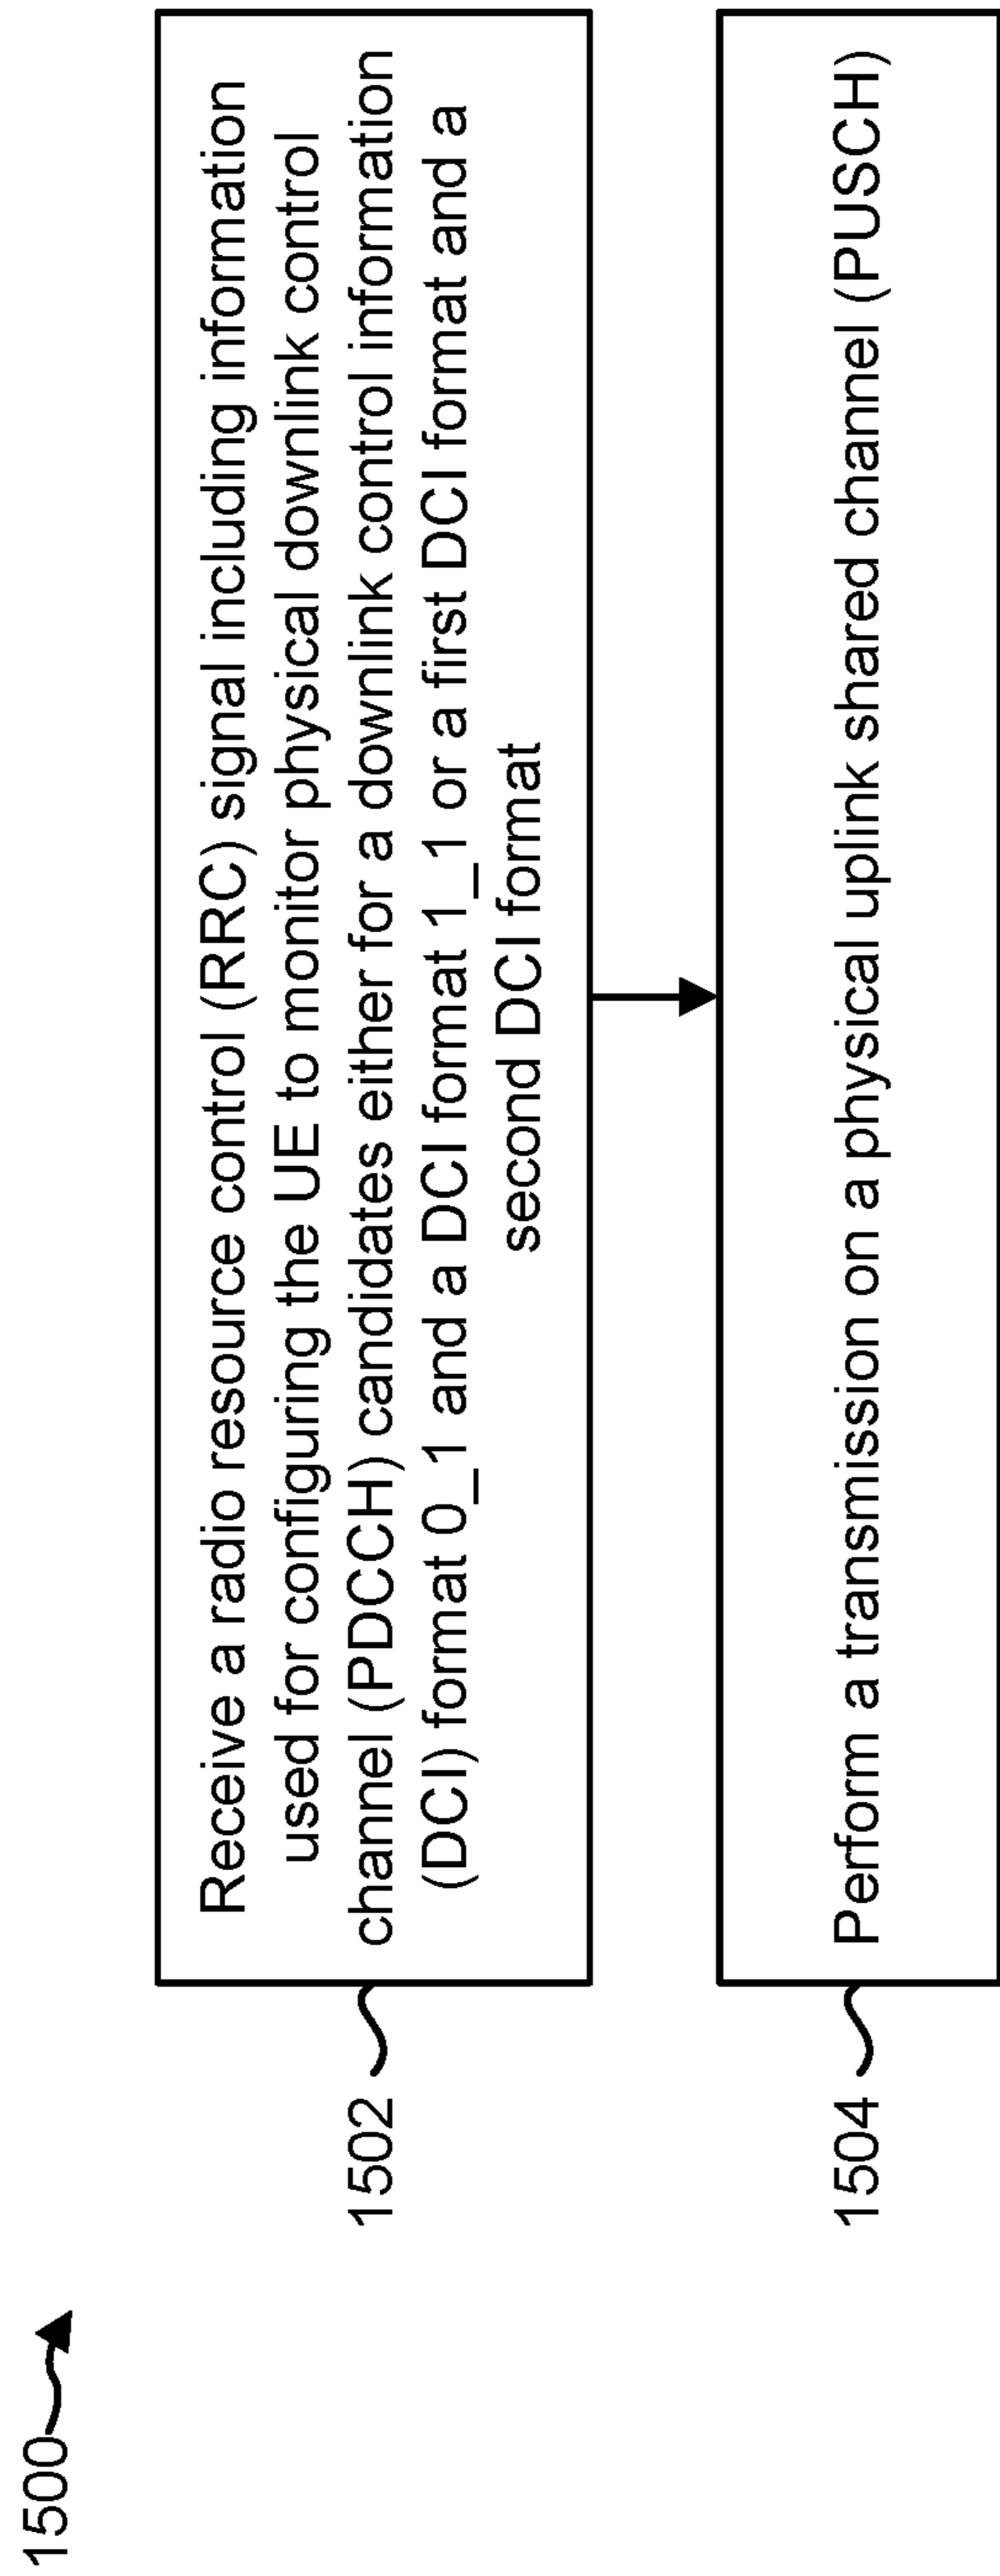 1500
1502
Receive a radio resource control (RRC) signal including information
used for configuring the UE to monitor physical downlink control
channel (PDCCH) candidates either for a downlink control information
(DCI) format 0_1 and a DCI format 1_1 or a first DCI format and a
second DCI format
1504
Perform a transmission on a physical uplink shared channel (PUSCH)